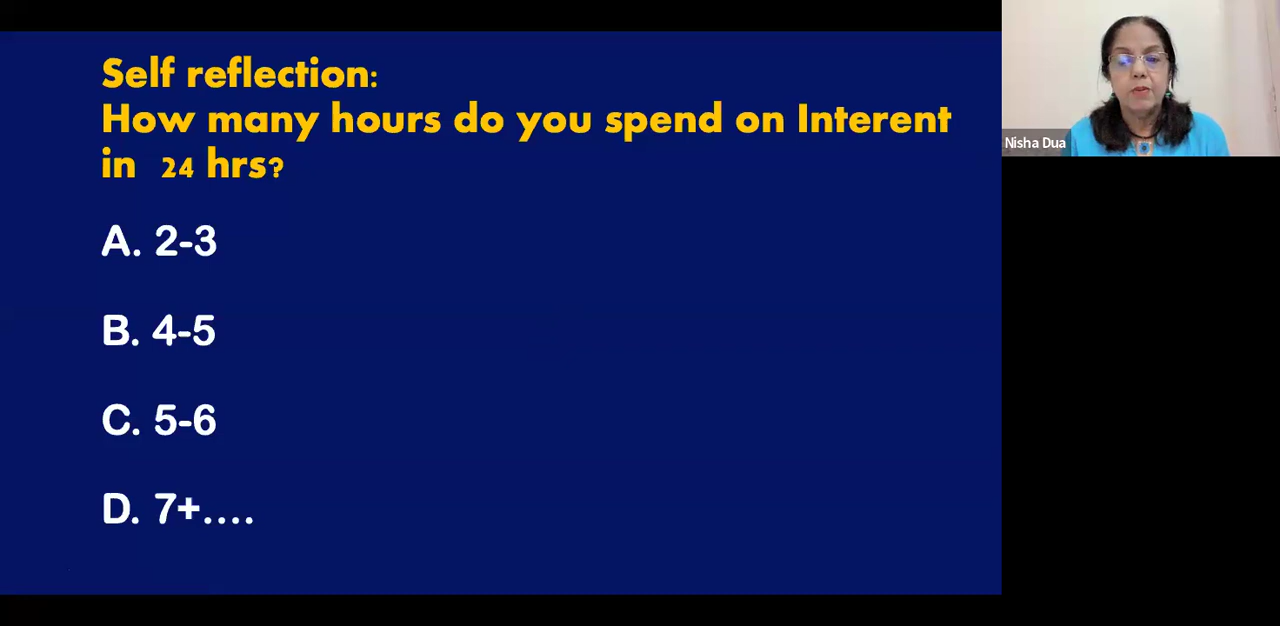 Self reflection:
How many hours do you spend on Interent
in 24 hrs?
A. 2-3
B. 4-5
C. 5-6
D. 7+....
Nisha Dua